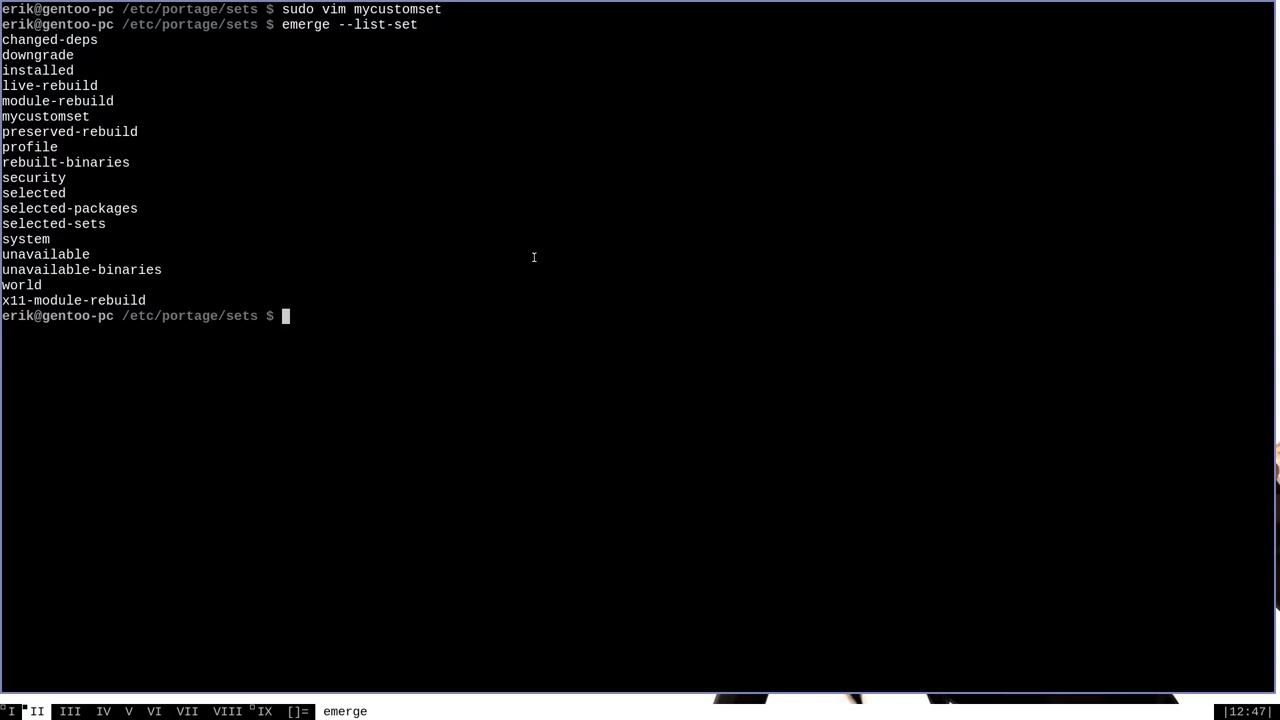 erik@gentoo-pc /etc/portage/sets $ sudo vim mycustomset
erik@gentoo-pc /etc/portage/sets $ emerge --list-set
changed-deps
downgrade
installed
live-rebuild
module-rebuild
mycustomset
preserved-rebuild
profile
rebuilt-binaries
security
selected
selected-packages
selected-sets
system
unavailable
unavailable-binaries
world
x11-module-rebuild
erik@gentoo-pc /etc/portage/sets $
I II III IV V VI VII VIII IX []= emerge |12:47|